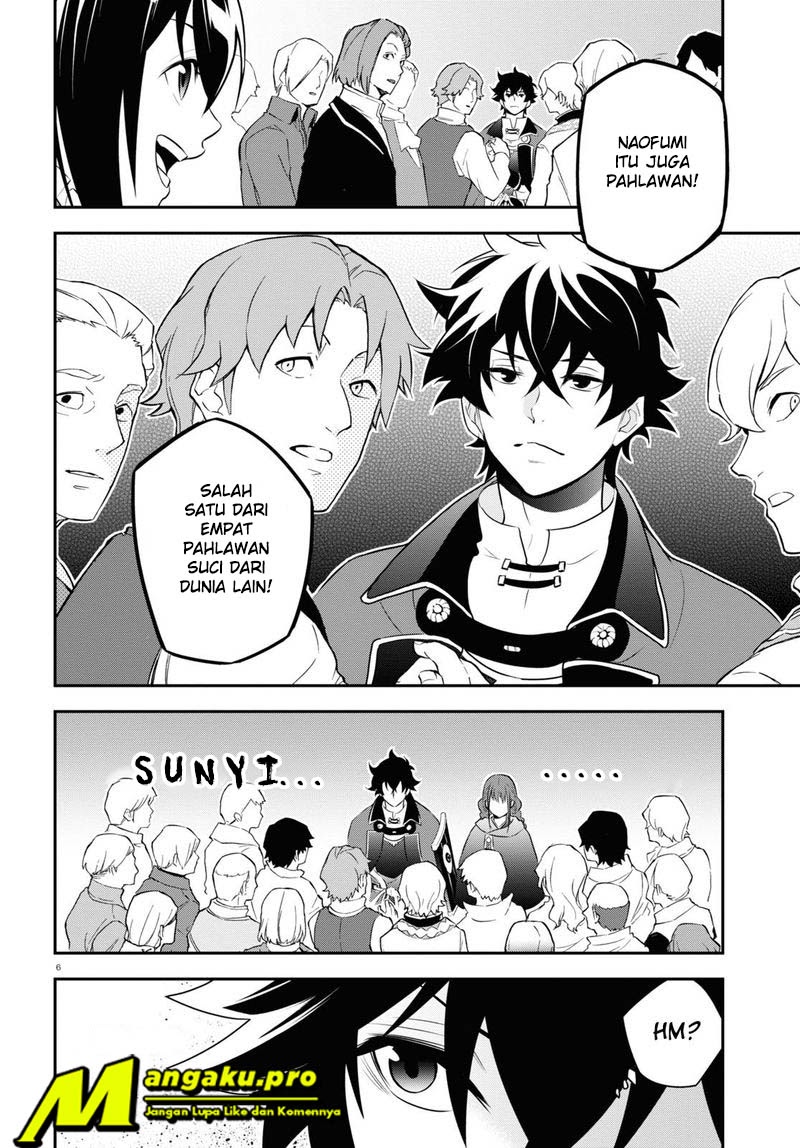 NAOFUMI
ITU JUGA
PAHLAWAN!
SALAH
SATU DARI
EMPAT
PAHLAWAN
SUCI DARI
DUNIA LAIN!
SUNYI...
.....
6
HM?
Mangaku.pro
Jangan Lupa Like dan Komennya